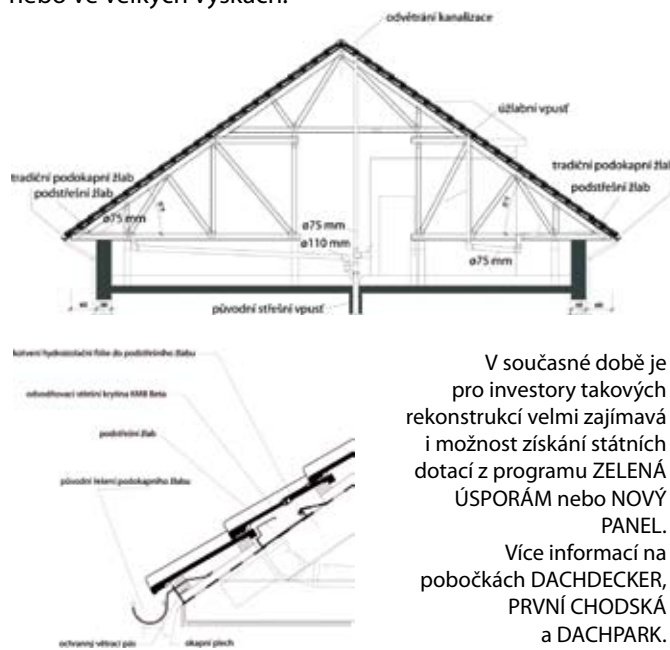 nebo ve velkých výškách.
odvětrání kanalizace
úžlabní vpusť
tradiční podokapní žlab
podstřešní žlab
tradiční podokapní žlab
podstřešní žlab
ø75 mm
ø75 mm
ø110 mm
ø75 mm
původní střešní vpusť
kotvení hydroizolační fólie do podstřešního žlabu
odvodňovací střešní krytina KMB Beta
podstřešní žlab
původní řešení podokapního žlabu
ochranný větrací pás
okapní plech
V současné době je
pro investory takových
rekonstrukcí velmi zajímavá
i možnost získání státních
dotací z programu ZELENÁ
ÚSPORÁM nebo NOVÝ
PANEL.
Více informací na
pobočkách DACHDECKER,
PRVNÍ CHODSKÁ
a DACHPARK.